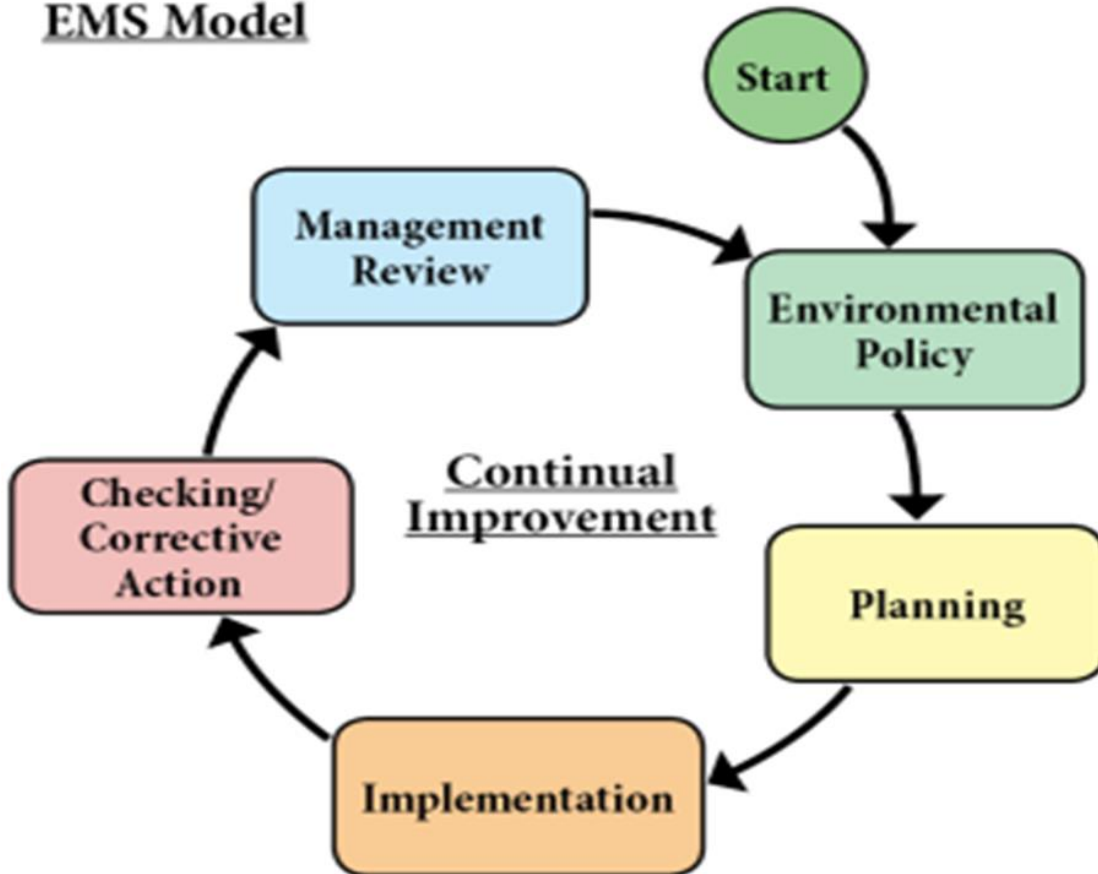 EMS Model
Start
Management
Review
Environmental
Policy
Continual
Improvement
Checking/
Corrective
Action
Planning
Implementation